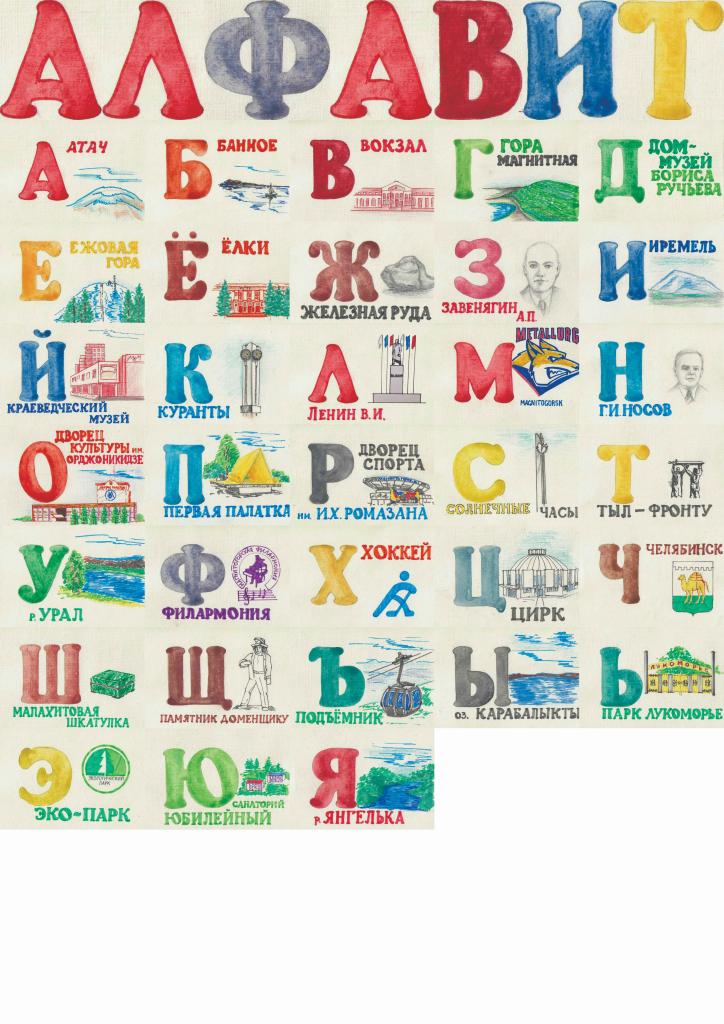 АЛФАВИТ
А АТАЧ
Б БАННОЕ
В ВОКЗАЛ
Г ГОРА
МАГНИТНАЯ
Д ДОМ-
МУЗЕЙ
БОРИСА
РУЧЬЕВА
Е ЕЖОВАЯ
ГОРА
Ё ЁЛКИ
Ж
ЖЕЛЕЗНАЯ РУДА
З
ЗАВЕНЯГИН
А.П.
И ИРЕМЕЛЬ
Й
КРАЕВЕДЧЕСКИЙ
МУЗЕЙ
К
КУРАНТЫ
Л
ЛЕНИН В.И.
М
METALLURG
MAGNITOGORSK
Н
Г.И.НОСОВ
О ДВОРЕЦ
КУЛЬТУРЫ ИМ.
ОРДЖОНИКИДЗЕ
П
ПЕРВАЯ ПАЛАТКА
Р ДВОРЕЦ
СПОРТА
ИМ. И.Х. РОМАЗАНА
С
СОЛНЕЧНЫЕ ЧАСЫ
Т
ТЫЛ-ФРОНТУ
У
р. УРАЛ
Ф
ФИЛАРМОНИЯ
Х ХОККЕЙ
Ц
ЦИРК
Ч ЧЕЛЯБИНСК
Ш
МАЛАХИТОВАЯ
ШКАТУЛКА
Щ
ПАМЯТНИК ДОМЕНЩИКУ
Ъ
ПОДЪЁМНИК
Ы
ОЗ. КАРАБАЛЫКТЫ
Ь
ЛУКОМОРЬЕ
ПАРК ЛУКОМОРЬЕ
Э
ЭКОЛОГИЧЕСКИЙ
ПАРК
ЭКО-ПАРК
Ю
САНАТОРИЙ
ЮБИЛЕЙНЫЙ
Я
р. ЯНГЕЛЬКА